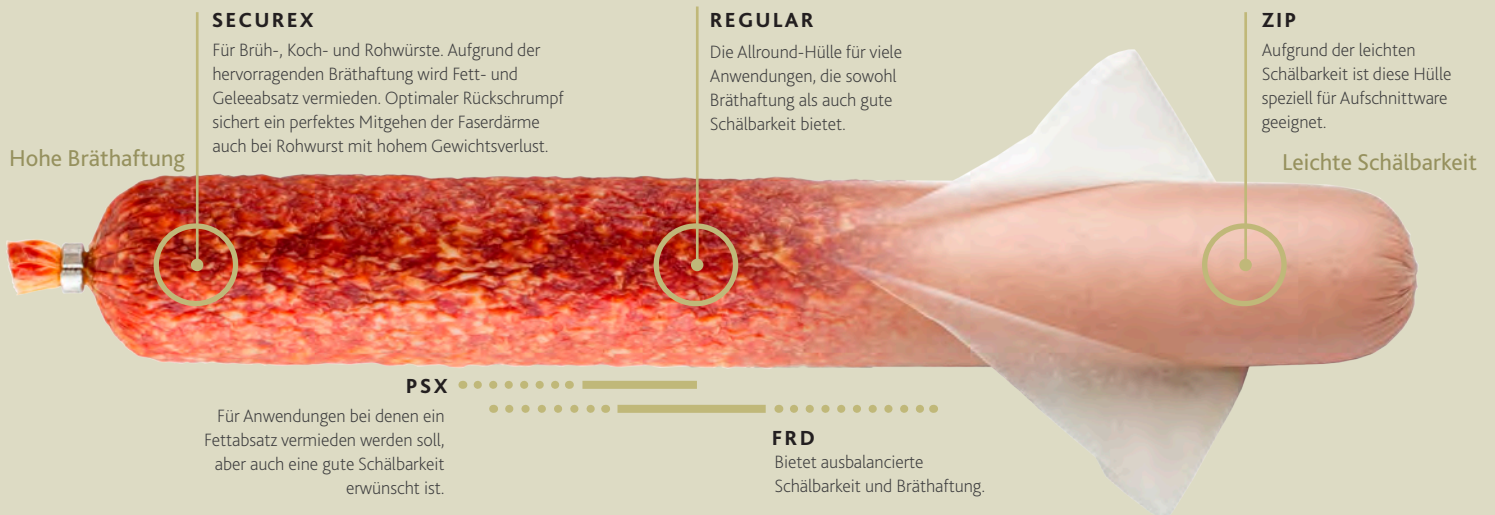 SECUREX
Für Brüh-, Koch- und Rohwürste. Aufgrund der
hervorragenden Bräthaftung wird Fett- und
Geleeabsatz vermieden. Optimaler Rückschrumpf
sichert ein perfektes Mitgehen der Faserdärme
auch bei Rohwurst mit hohem Gewichtsverlust.
REGULAR
Die Allround-Hülle für viele
Anwendungen, die sowohl
Bräthaftung als auch gute
Schälbarkeit bietet.
ZIP
Aufgrund der leichten
Schälbarkeit ist diese Hülle
speziell für Aufschnittware
geeignet.
Hohe Bräthaftung
Leichte Schälbarkeit
PSX
Für Anwendungen bei denen ein
Fettabsatz vermieden werden soll,
aber auch eine gute Schälbarkeit
erwünscht ist.
FRD
Bietet ausbalancierte
Schälbarkeit und Bräthaftung.